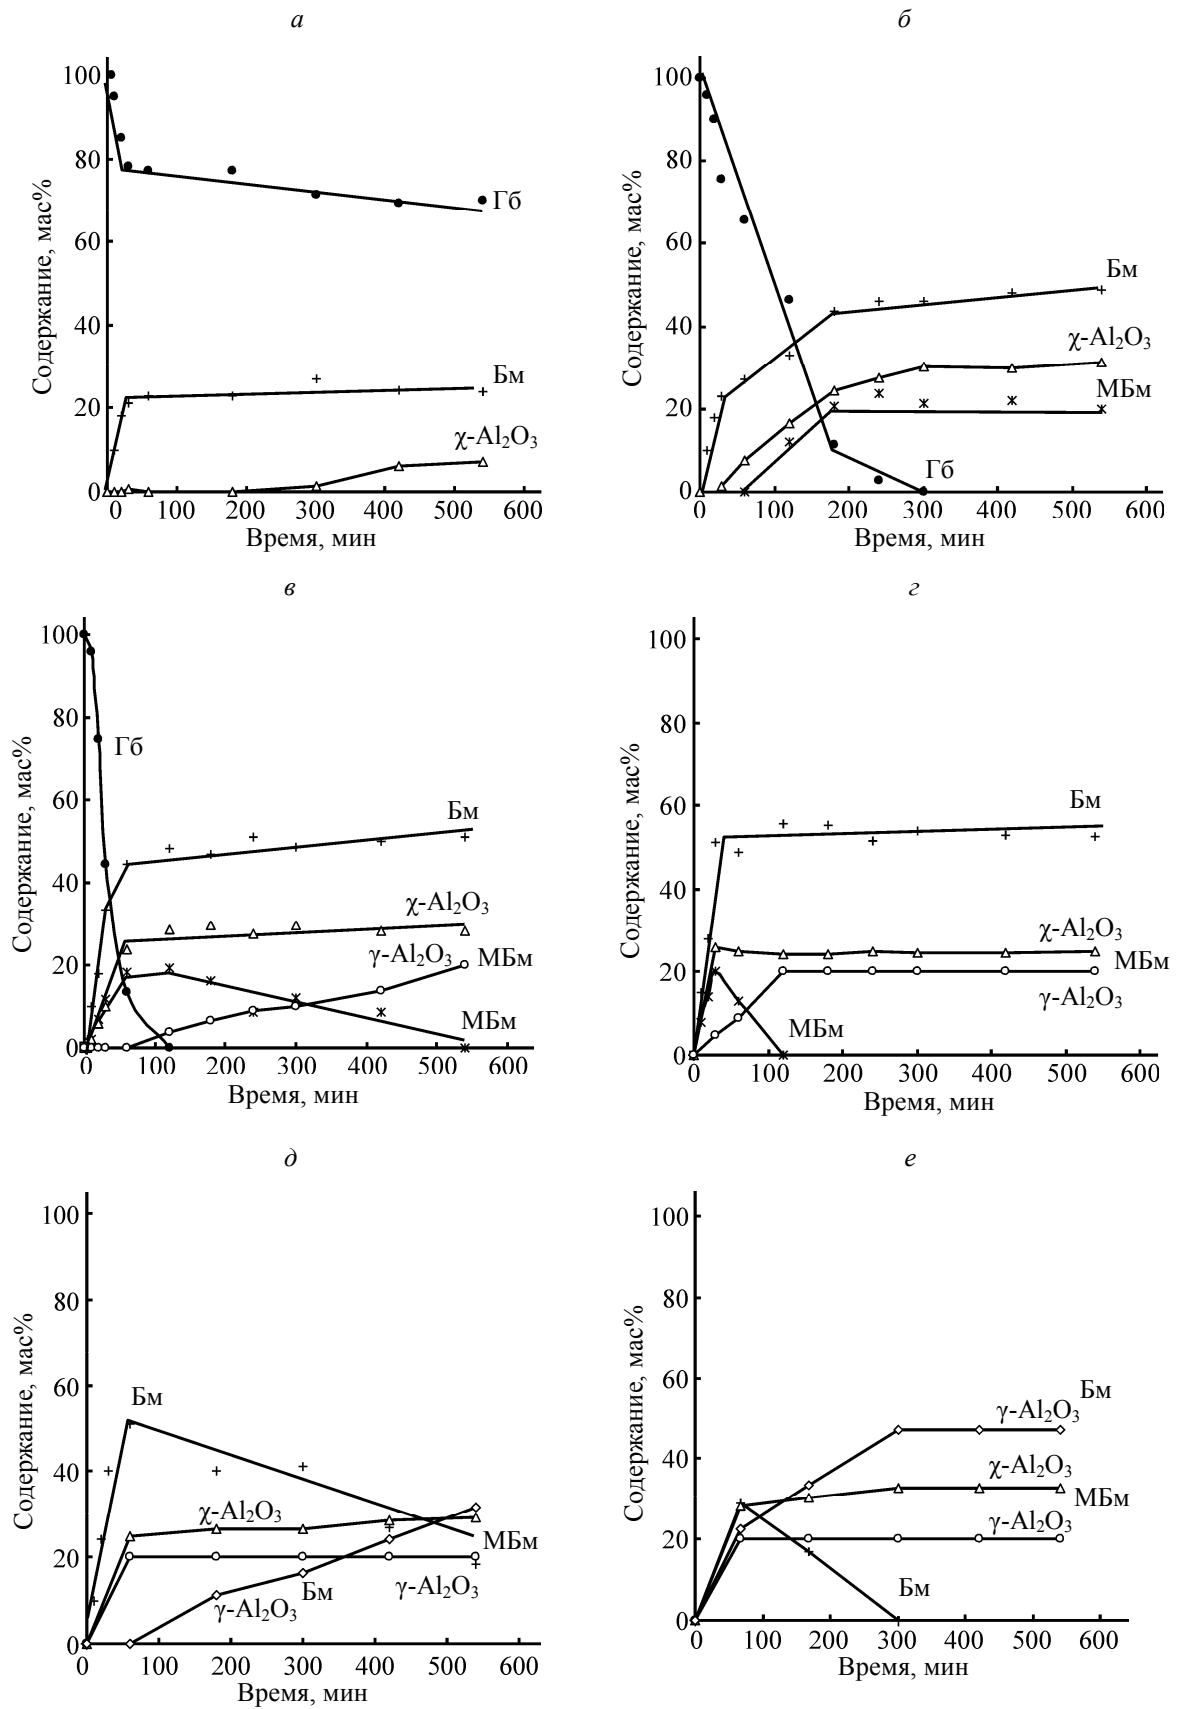 а
Содержание, мас%
100
80
60
40
20
0
Гб
Бм
χ-Al₂O₃
0 100 200 300 400 500 600
Время, мин
б
Содержание, мас%
100
80
60
40
20
0
Бм
χ-Al₂O₃
МБм
Гб
0 100 200 300 400 500 600
Время, мин
в
Содержание, мас%
100
80
60
40
20
0
Гб
Бм
χ-Al₂O₃
γ-Al₂O₃ МБм
МБм
0 100 200 300 400 500 600
Время, мин
г
Содержание, мас%
100
80
60
40
20
0
Бм
χ-Al₂O₃
МБм
γ-Al₂O₃
МБм
0 100 200 300 400 500 600
Время, мин
д
Содержание, мас%
100
80
60
40
20
0
Бм
χ-Al₂O₃
МБм
γ-Al₂O₃
Бм
γ-Al₂O₃
0 100 200 300 400 500 600
Время, мин
е
Содержание, мас%
100
80
60
40
20
0
Бм
γ-Al₂O₃
χ-Al₂O₃
МБм
γ-Al₂O₃
Бм
0 100 200 300 400 500 600
Время, мин